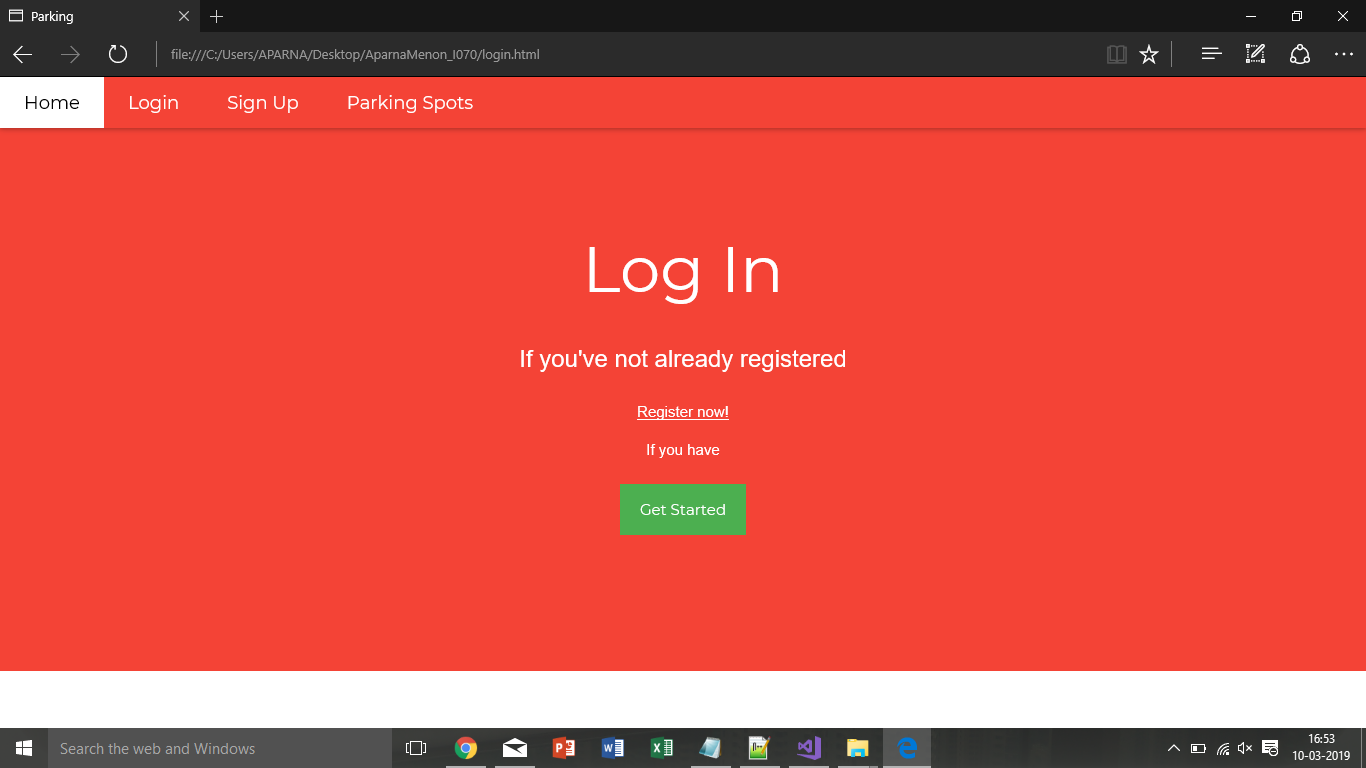 Parking
file:///C:/Users/APARNA/Desktop/AparnaMenon_I070/login.html
Home Login Sign Up Parking Spots
Log In
If you've not already registered
Register now!
If you have
Get Started
Search the web and Windows
16:53
10-03-2019